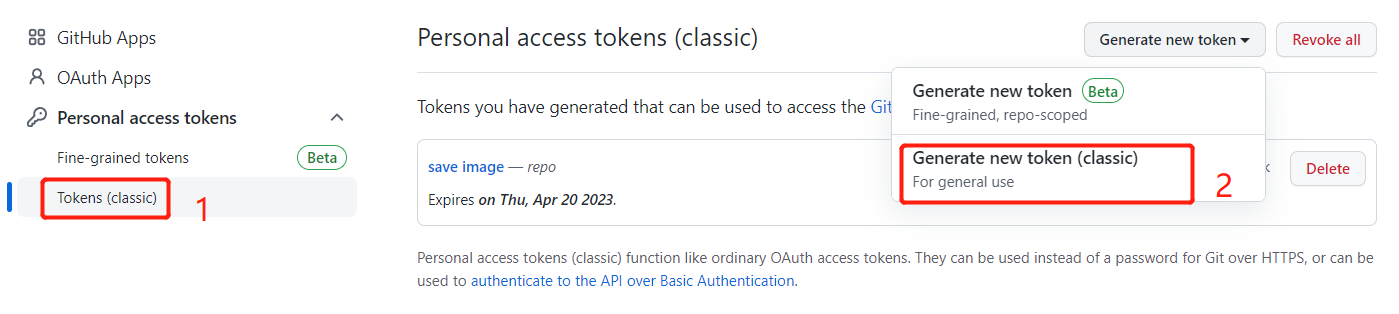 GitHub Apps
OAuth Apps
Personal access tokens
Fine-grained tokens Beta
Tokens (classic) 1
Personal access tokens (classic)
Generate new token Revoke all
Generate new token Beta
Fine-grained, repo-scoped
Generate new token (classic)
For general use
2
Tokens you have generated that can be used to access the
save image — repo
Delete
Expires on Thu, Apr 20 2023.
Personal access tokens (classic) function like ordinary OAuth access tokens. They can be used instead of a password for Git over HTTPS, or can be
used to authenticate to the API over Basic Authentication.